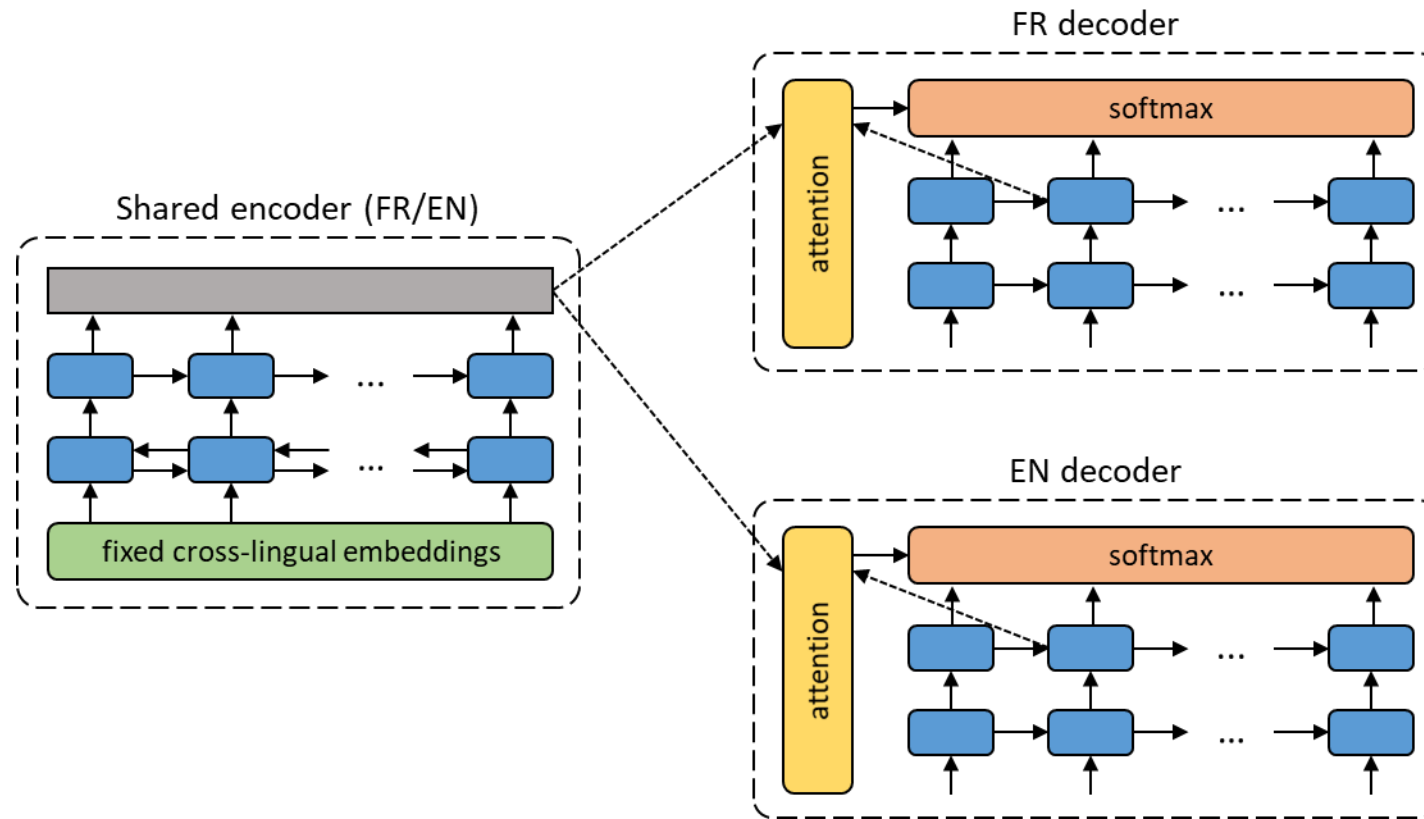 FR decoder
softmax
attention
...
...
Shared encoder (FR/EN)
...
...
fixed cross-lingual embeddings
EN decoder
softmax
attention
...
...